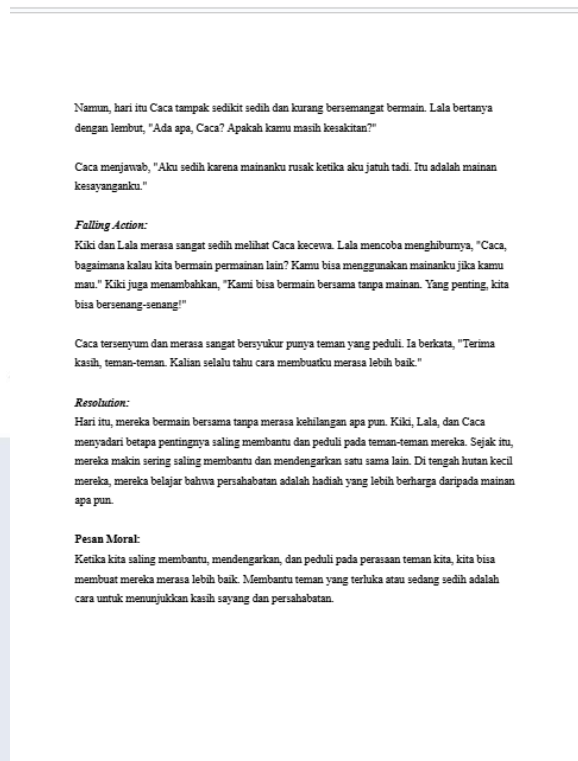 Namun, hari itu Caca tampak sedikit sedih dan kurang bersemangat bermain. Lala bertanya
dengan lembut, "Ada apa, Caca? Apakah kamu masih kesakitan?"
Caca menjawab, "Aku sedih karena mainanku rusak ketika aku jatuh tadi. Itu adalah mainan
kesayanganku."
Falling Action:
Kiki dan Lala merasa sangat sedih melihat Caca kecewa. Lala mencoba menghiburnya, "Caca,
bagaimana kalau kita bermain permainan lain? Kamu bisa menggunakan mainanku jika kamu
mau." Kiki juga menambahkan, "Kami bisa bermain bersama tanpa mainan. Yang penting, kita
bisa bersenang-senang!"
Caca tersenyum dan merasa sangat bersyukur punya teman yang peduli. Ia berkata, "Terima
kasih, teman-teman. Kalian selalu tahu cara membuatku merasa lebih baik."
Resolution:
Hari itu, mereka bermain bersama tanpa merasa kehilangan apa pun. Kiki, Lala, dan Caca
menyadari betapa pentingnya saling membantu dan peduli pada teman-teman mereka. Sejak itu,
mereka makin sering saling membantu dan mendengarkan satu sama lain. Di tengah hutan kecil
mereka, mereka belajar bahwa persahabatan adalah hadiah yang lebih berharga daripada mainan
apa pun.
Pesan Moral:
Ketika kita saling membantu, mendengarkan, dan peduli pada perasaan teman kita, kita bisa
membuat mereka merasa lebih baik. Membantu teman yang terluka atau sedang sedih adalah
cara untuk menunjukkan kasih sayang dan persahabatan.